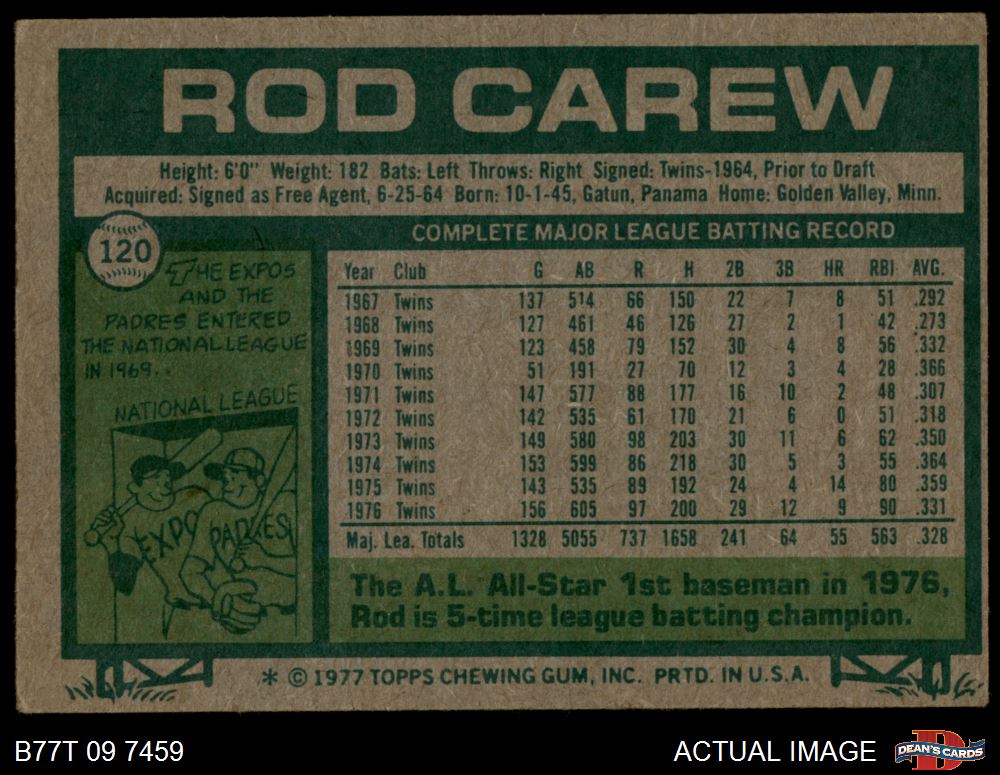 ROD CAREW
Height: 6'0" Weight: 182 Bats: Left Throws: Right Signed: Twins-1964, Prior to Draft
Acquired: Signed as Free Agent, 6-25-64 Born: 10-1-45, Gatun, Panama Home: Golden Valley, Minn.
120
THE EXPOS
AND THE
PADRES ENTERED
THE NATIONAL LEAGUE
IN 1969...
NATIONAL LEAGUE
EXPO
PADRES
COMPLETE MAJOR LEAGUE BATTING RECORD
Year Club G AB R H 2B 3B HR RBI AVG.
1967 Twins 137 514 66 150 22 7 8 51 .292
1968 Twins 127 461 46 126 27 2 1 42 .273
1969 Twins 123 458 79 152 30 4 8 56 .332
1970 Twins 51 191 27 70 12 3 4 28 .366
1971 Twins 147 577 88 177 16 10 2 48 .307
1972 Twins 142 535 61 170 21 6 0 51 .318
1973 Twins 149 580 98 203 30 11 6 62 .350
1974 Twins 153 599 86 218 30 5 3 55 .364
1975 Twins 143 535 89 192 24 4 14 80 .359
1976 Twins 156 605 97 200 29 12 9 90 .331
Maj. Lea. Totals 1328 5055 737 1658 241 64 55 563 .328
The A.L. All-Star 1st baseman in 1976,
Rod is 5-time league batting champion.
* © 1977 TOPPS CHEWING GUM, INC. PRTD. IN U.S.A.
B77T 09 7459
ACTUAL IMAGE
D
DEAN'S CARDS